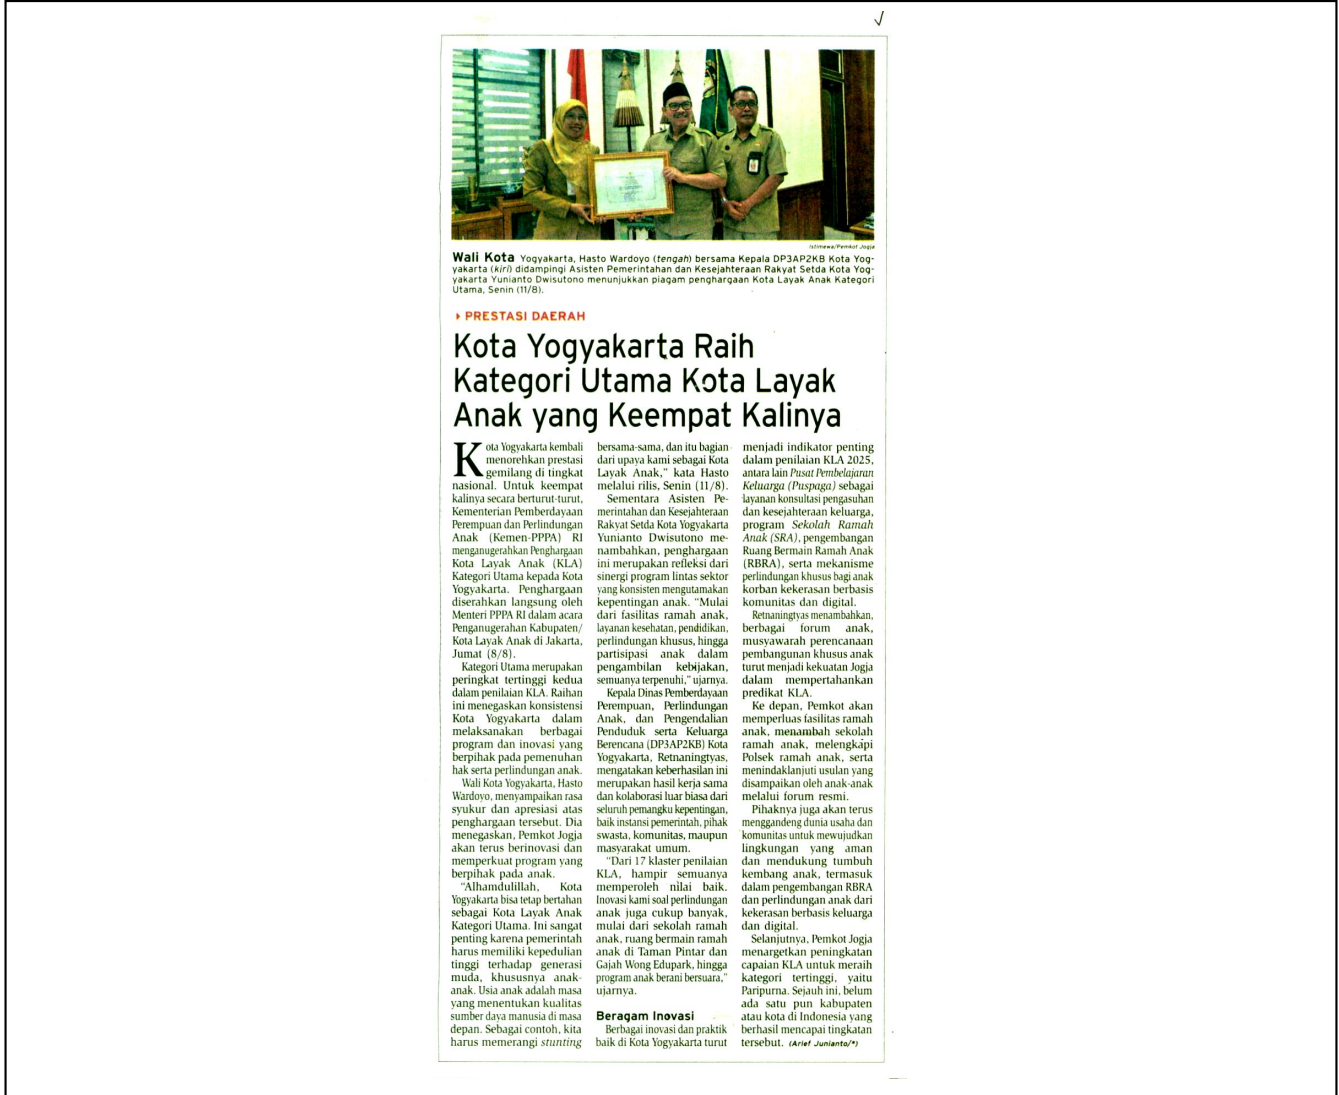 Istimewa/Pemkot Jogja
Wali Kota Yogyakarta, Hasto Wardoyo (tengah) bersama Kepala DP3AP2KB Kota Yog-
yakarta (kiri) didampingi Asisten Pemerintahan dan Kesejahteraan Rakyat Setda Kota Yog-
yakarta Yunianto Dwisutono menunjukkan piagam penghargaan Kota Layak Anak Kategori
Utama, Senin (11/8).
PRESTASI DAERAH
Kota Yogyakarta Raih
Kategori Utama Kota Layak
Anak yang Keempat Kalinya
Kota Yogyakarta kembali
menorehkan prestasi
gemilang di tingkat
nasional. Untuk keempat
kalinya secara berturut-turut,
Kementerian Pemberdayaan
Perempuan dan Perlindungan
Anak (Kemen-PPPA) RI
menganugerahkan Penghargaan
Kota Layak Anak (KLA)
Kategori Utama kepada Kota
Yogyakarta. Penghargaan
diserahkan langsung oleh
Menteri PPPA RI dalam acara
Penganugerahan Kabupaten/
Kota Layak Anak di Jakarta,
Jumat (8/8).
Kategori Utama merupakan
peringkat tertinggi kedua
dalam penilaian KLA. Raihan
ini menegaskan konsistensi
Kota Yogyakarta dalam
melaksanakan berbagai
program dan inovasi yang
berpihak pada pemenuhan
hak serta perlindungan anak.
Wali Kota Yogyakarta, Hasto
Wardoyo, menyampaikan rasa
syukur dan apresiasi atas
penghargaan tersebut. Dia
menegaskan, Pemkot Jogja
akan terus berinovasi dan
memperkuat program yang
berpihak pada anak.
"Alhamdulillah, Kota
Yogyakarta bisa tetap bertahan
sebagai Kota Layak Anak
Kategori Utama. Ini sangat
penting karena pemerintah
harus memiliki kepedulian
tinggi terhadap generasi
muda, khususnya anak-
anak. Usia anak adalah masa
yang menentukan kualitas
sumber daya manusia di masa
depan. Sebagai contoh, kita
harus memerangi stunting
bersama-sama, dan itu bagian
dari upaya kami sebagai Kota
Layak Anak," kata Hasto
melalui rilis, Senin (11/8).
Sementara Asisten Pe-
merintahan dan Kesejahteraan
Rakyat Setda Kota Yogyakarta
Yunianto Dwisutono me-
nambahkan, penghargaan
ini merupakan refleksi dari
sinergi program lintas sektor
yang konsisten mengutamakan
kepentingan anak. "Mulai
dari fasilitas ramah anak,
layanan kesehatan, pendidikan,
perlindungan khusus, hingga
partisipasi anak dalam
pengambilan kebijakan,
semuanya terpenuhi," ujarnya.
Kepala Dinas Pemberdayaan
Perempuan, Perlindungan
Anak, dan Pengendalian
Penduduk serta Keluarga
Berencana (DP3AP2KB) Kota
Yogyakarta, Retnaningtyas,
mengatakan keberhasilan ini
merupakan hasil kerja sama
dan kolaborasi luar biasa dari
seluruh pemangku kepentingan,
baik instansi pemerintah, pihak
swasta, komunitas, maupun
masyarakat umum.
"Dari 17 klaster penilaian
KLA, hampir semuanya
memperoleh nilai baik.
Inovasi kami soal perlindungan
anak juga cukup banyak,
mulai dari sekolah ramah
anak, ruang bermain ramah
anak di Taman Pintar dan
Gajah Wong Edupark, hingga
program anak berani bersuara,"
ujarnya.
Beragam Inovasi
Berbagai inovasi dan praktik
baik di Kota Yogyakarta turut
menjadi indikator penting
dalam penilaian KLA 2025,
antara lain Pusat Pembelajaran
Keluarga (Puspaga) sebagai
layanan konsultasi pengasuhan
dan kesejahteraan keluarga,
program Sekolah Ramah
Anak (SRA), pengembangan
Ruang Bermain Ramah Anak
(RBRA), serta mekanisme
perlindungan khusus bagi anak
korban kekerasan berbasis
komunitas dan digital.
Retnaningtyas menambahkan,
berbagai forum anak,
musyawarah perencanaan
pembangunan khusus anak
turut menjadi kekuatan Jogja
dalam mempertahankan
predikat KLA.
Ke depan, Pemkot akan
memperluas fasilitas ramah
anak, menambah sekolah
ramah anak, melengkapi
Polsek ramah anak, serta
menindaklanjuti usulan yang
disampaikan oleh anak-anak
melalui forum resmi.
Pihaknya juga akan terus
menggandeng dunia usaha dan
komunitas untuk mewujudkan
lingkungan yang aman
dan mendukung tumbuh
kembang anak, termasuk
dalam pengembangan RBRA
dan perlindungan anak dari
kekerasan berbasis keluarga
dan digital.
Selanjutnya, Pemkot Jogja
menargetkan peningkatan
capaian KLA untuk meraih
kategori tertinggi, yaitu
Paripurna. Sejauh ini, belum
ada satu pun kabupaten
atau kota di Indonesia yang
berhasil mencapai tingkatan
tersebut. (Arief Junianto/*)